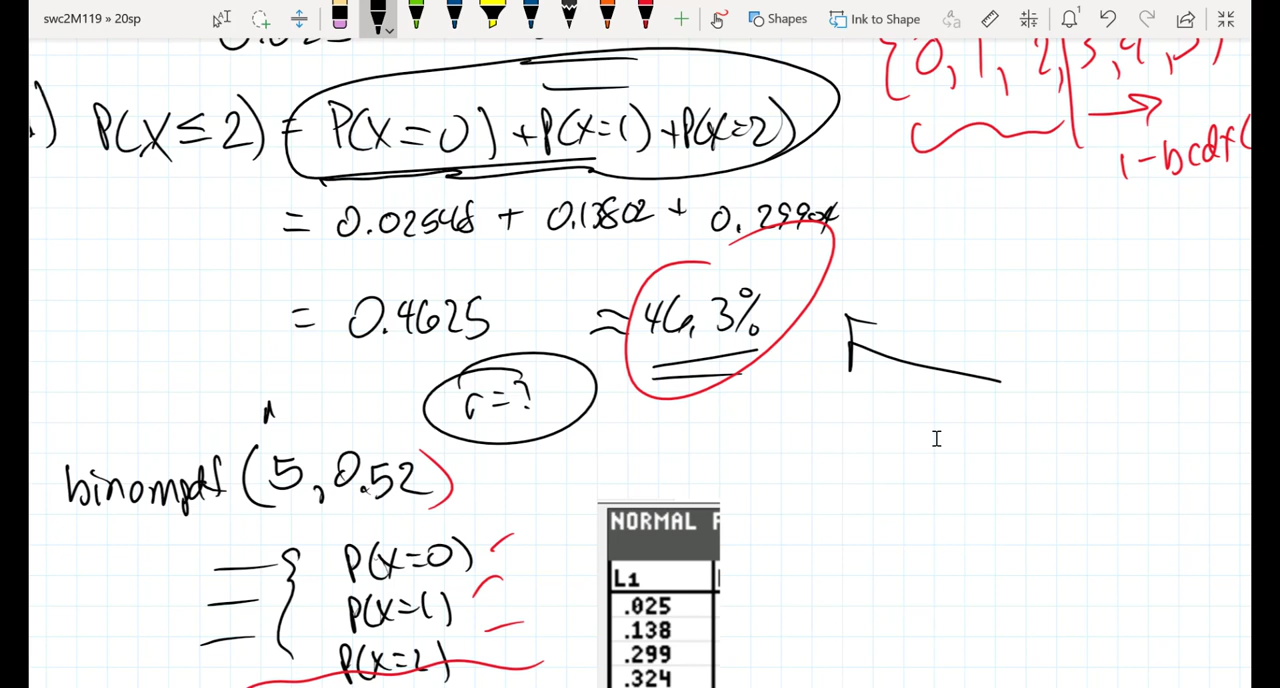 swc2M119 » 20sp
Shapes
Ink to Shape
{0, 1, 2, 3, 4, 5}
.) P(X ≤ 2) = P(X=0) + P(X=1) + P(X=2)
1-bcdf(
= 0.02548 + 0.13802 + 0.29904
= 0.4625 ≈ 46.3%
r=?
binompdf (5, 0.52)
P(X=0)
P(X=1)
P(X=2)
NORMAL F
L1
.025
.138
.299
.324